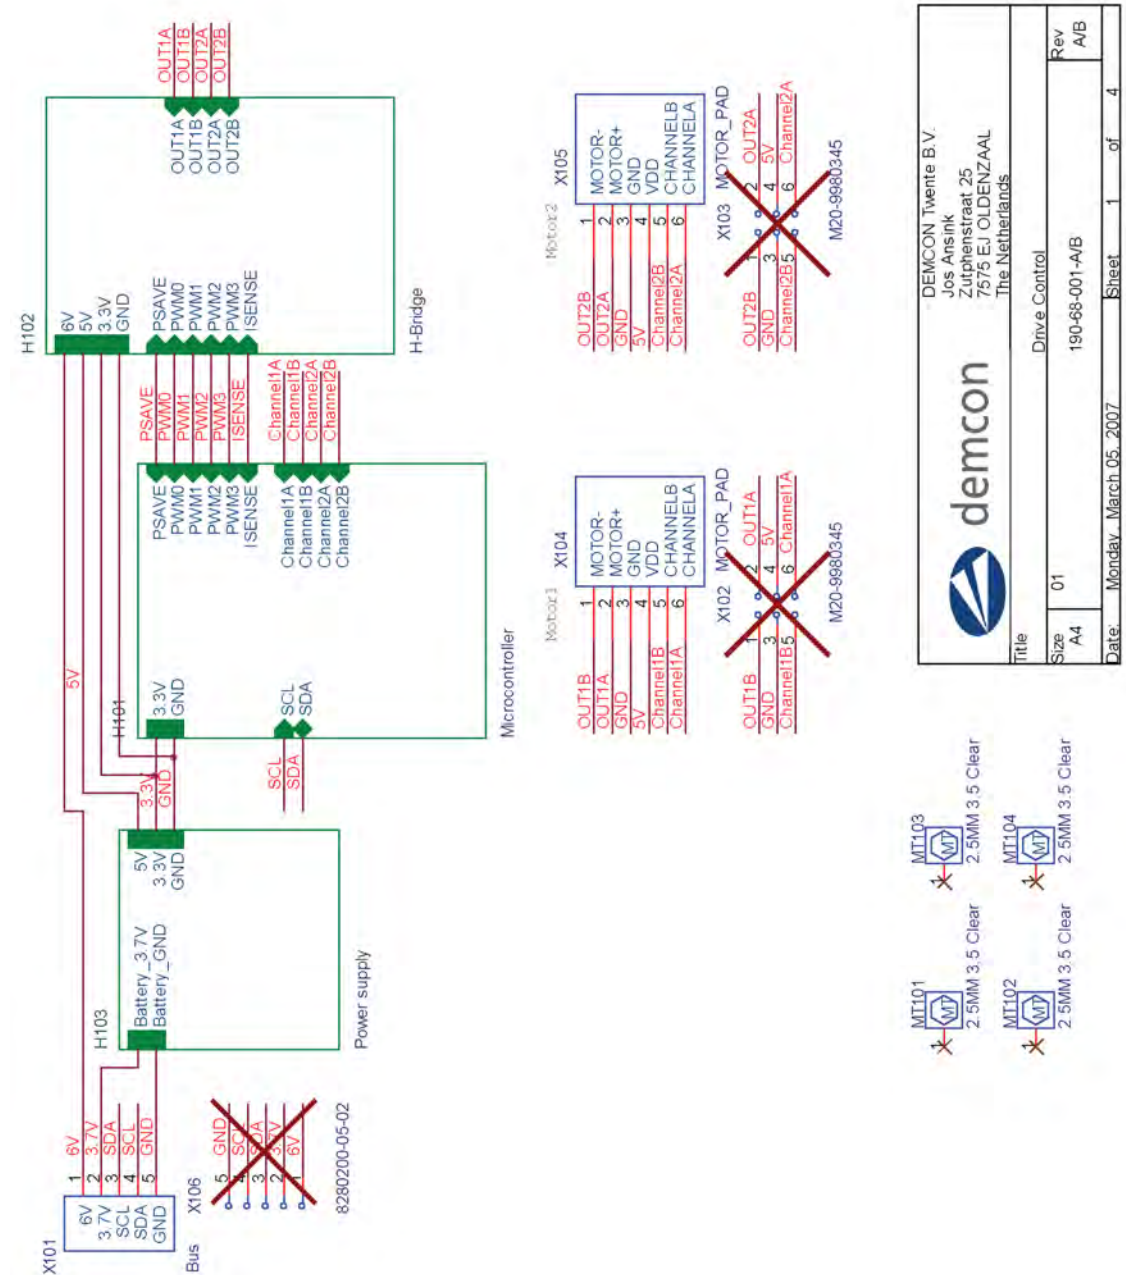 X101
6V 1 6V
3.7V 2 3.7V
SCL 3 SDA
SDA 4 SCL
GND 5 GND
Bus
X106
5 GND
4 SCL
3 SDA
2 3.7V
1 6V
8280200-05-02
H103
Battery_3.7V 5V
Battery_GND 3.3V
GND
Power supply
5V
3.3V
GND
H101
3.3V PSAVE PSAVE
GND PWM0 PWM0
PWM1 PWM1
PWM2 PWM2
PWM3 PWM3
ISENSE ISENSE
SCL SCL Channel1A Channel1A
SDA SDA Channel1B Channel1B
Channel2A Channel2A
Channel2B Channel2B
Microcontroller
H102
6V
5V
3.3V
GND
PSAVE OUT1A OUT1A
PWM0 OUT1B OUT1B
PWM1 OUT2A OUT2A
PWM2 OUT2B OUT2B
PWM3
ISENSE
H-Bridge
Motor1
X104
OUT1B 1 MOTOR-
OUT1A 2 MOTOR+
GND 3 GND
5V 4 VDD
Channel1B 5 CHANNELB
Channel1A 6 CHANNELA
X102 MOTOR_PAD
OUT1B 1 2 OUT1A
GND 3 4 5V
Channel1B 5 6 Channel1A
M20-9980345
Motor2
X105
OUT2B 1 MOTOR-
OUT2A 2 MOTOR+
GND 3 GND
5V 4 VDD
Channel2B 5 CHANNELB
Channel2A 6 CHANNELA
X103 MOTOR_PAD
OUT2B 1 2 OUT2A
GND 3 4 5V
Channel2B 5 6 Channel2A
M20-9980345
MT101
1 MT
2.5MM 3.5 Clear
MT103
1 MT
2.5MM 3.5 Clear
MT102
1 MT
2.5MM 3.5 Clear
MT104
1 MT
2.5MM 3.5 Clear
demcon
DEMCON Twente B.V.
Jos Ansink
Zutphenstraat 25
7575 EJ OLDENZAAL
The Netherlands
Title
Drive Control
Size
A4
01
190-68-001-A/B
Rev
A/B
Date: Monday, March 05, 2007 Sheet 1 of 4